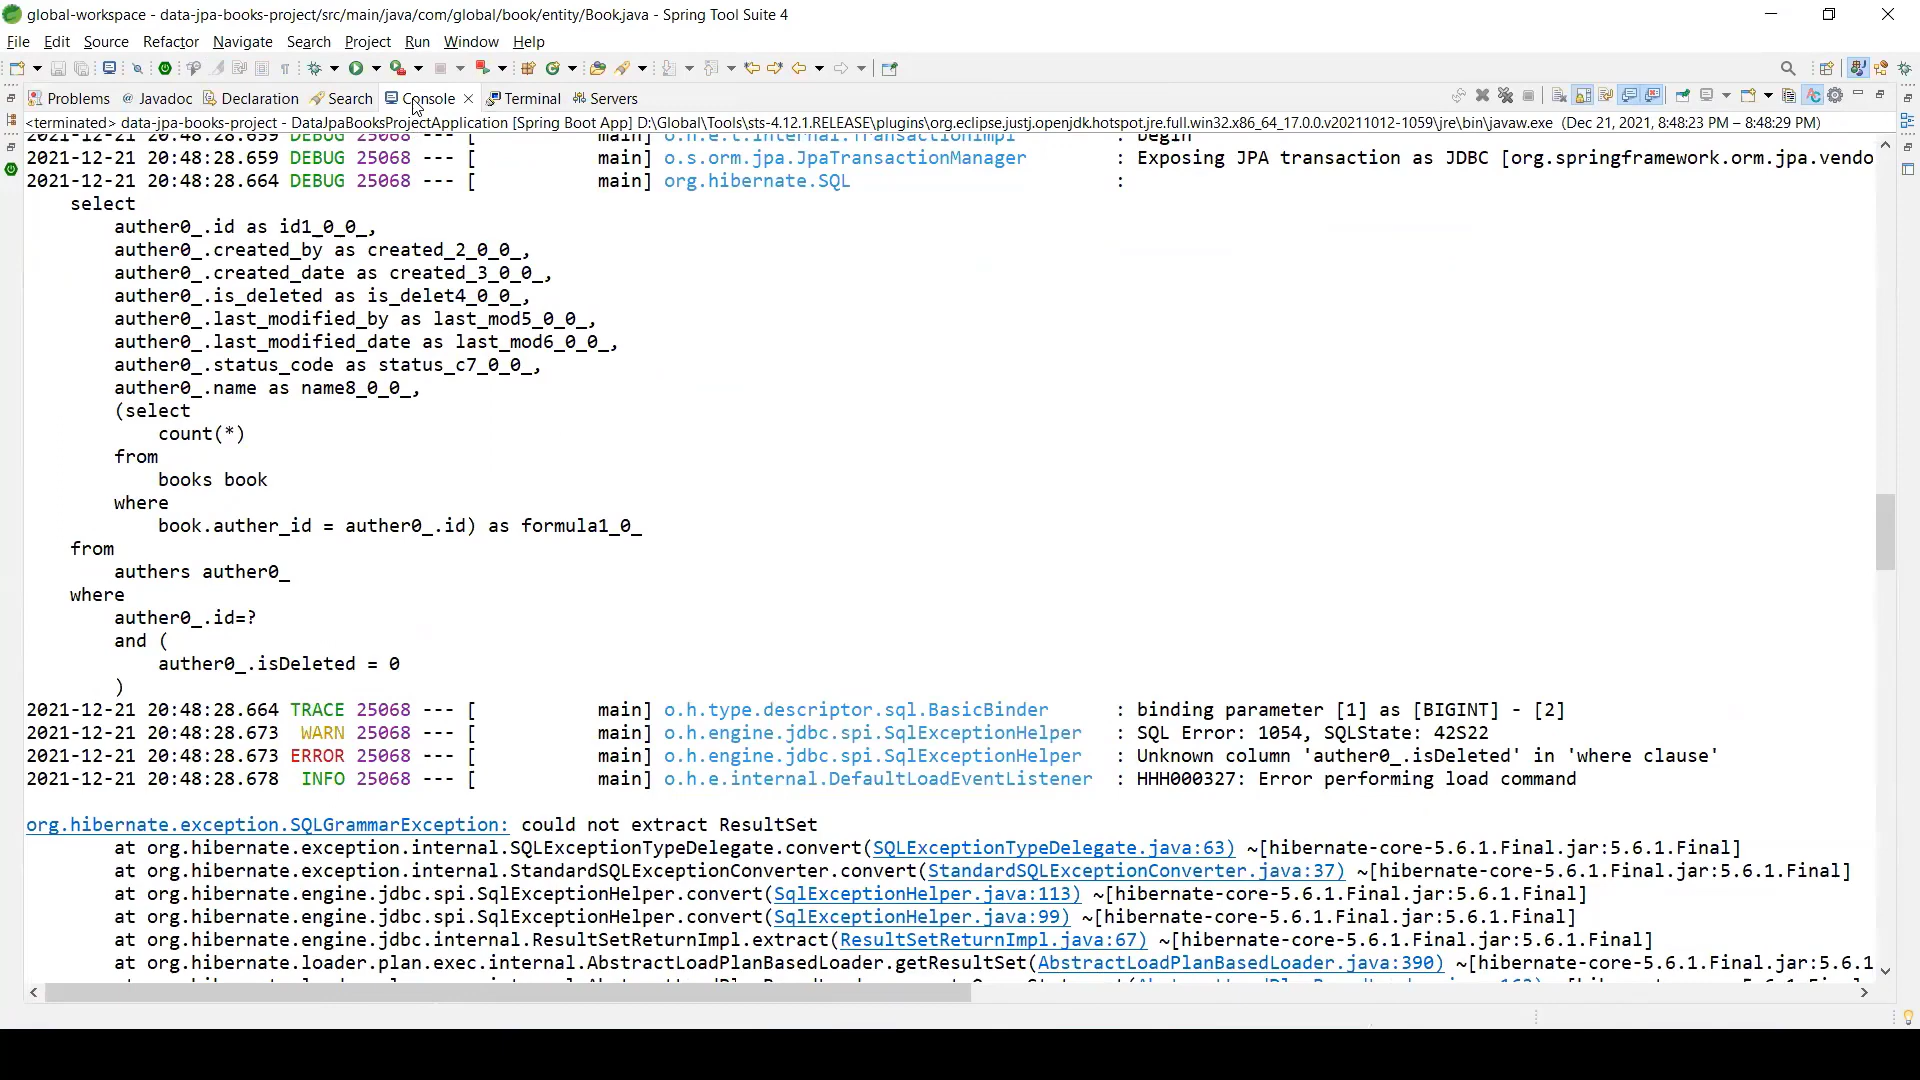 global-workspace - data-jpa-books-project/src/main/java/com/global/book/entity/Book.java - Spring Tool Suite 4
File Edit Source Refactor Navigate Search Project Run Window Help
Problems @ Javadoc Declaration Search Console Terminal Servers
<terminated> data-jpa-books-project - DataJpaBooksProjectApplication [Spring Boot App] D:\Global\Tools\sts-4.12.1.RELEASE\plugins\org.eclipse.justj.openjdk.hotspot.jre.full.win32.x86_64_17.0.0.v20211012-1059\jre\bin\javaw.exe (Dec 21, 2021, 8:48:23 PM – 8:48:29 PM)
2021-12-21 20:48:28.659 DEBUG 25068 --- [ main] o.h.e.t.internal.TransactionImpl : begin
2021-12-21 20:48:28.659 DEBUG 25068 --- [ main] o.s.orm.jpa.JpaTransactionManager : Exposing JPA transaction as JDBC [org.springframework.orm.jpa.vendo
2021-12-21 20:48:28.664 DEBUG 25068 --- [ main] org.hibernate.SQL :
select
auther0_.id as id1_0_0_,
auther0_.created_by as created_2_0_0_,
auther0_.created_date as created_3_0_0_,
auther0_.is_deleted as is_delet4_0_0_,
auther0_.last_modified_by as last_mod5_0_0_,
auther0_.last_modified_date as last_mod6_0_0_,
auther0_.status_code as status_c7_0_0_,
auther0_.name as name8_0_0_,
(select
count(*)
from
books book
where
book.auther_id = auther0_.id) as formula1_0_
from
authers auther0_
where
auther0_.id=?
and (
auther0_.isDeleted = 0
)
2021-12-21 20:48:28.664 TRACE 25068 --- [ main] o.h.type.descriptor.sql.BasicBinder : binding parameter [1] as [BIGINT] - [2]
2021-12-21 20:48:28.673 WARN 25068 --- [ main] o.h.engine.jdbc.spi.SqlExceptionHelper : SQL Error: 1054, SQLState: 42S22
2021-12-21 20:48:28.673 ERROR 25068 --- [ main] o.h.engine.jdbc.spi.SqlExceptionHelper : Unknown column 'auther0_.isDeleted' in 'where clause'
2021-12-21 20:48:28.678 INFO 25068 --- [ main] o.h.e.internal.DefaultLoadEventListener : HHH000327: Error performing load command
org.hibernate.exception.SQLGrammarException: could not extract ResultSet
at org.hibernate.exception.internal.SQLExceptionTypeDelegate.convert(SQLExceptionTypeDelegate.java:63) ~[hibernate-core-5.6.1.Final.jar:5.6.1.Final]
at org.hibernate.exception.internal.StandardSQLExceptionConverter.convert(StandardSQLExceptionConverter.java:37) ~[hibernate-core-5.6.1.Final.jar:5.6.1.Final]
at org.hibernate.engine.jdbc.spi.SqlExceptionHelper.convert(SqlExceptionHelper.java:113) ~[hibernate-core-5.6.1.Final.jar:5.6.1.Final]
at org.hibernate.engine.jdbc.spi.SqlExceptionHelper.convert(SqlExceptionHelper.java:99) ~[hibernate-core-5.6.1.Final.jar:5.6.1.Final]
at org.hibernate.engine.jdbc.internal.ResultSetReturnImpl.extract(ResultSetReturnImpl.java:67) ~[hibernate-core-5.6.1.Final.jar:5.6.1.Final]
at org.hibernate.loader.plan.exec.internal.AbstractLoadPlanBasedLoader.getResultSet(AbstractLoadPlanBasedLoader.java:390) ~[hibernate-core-5.6.1.Final.jar:5.6.1